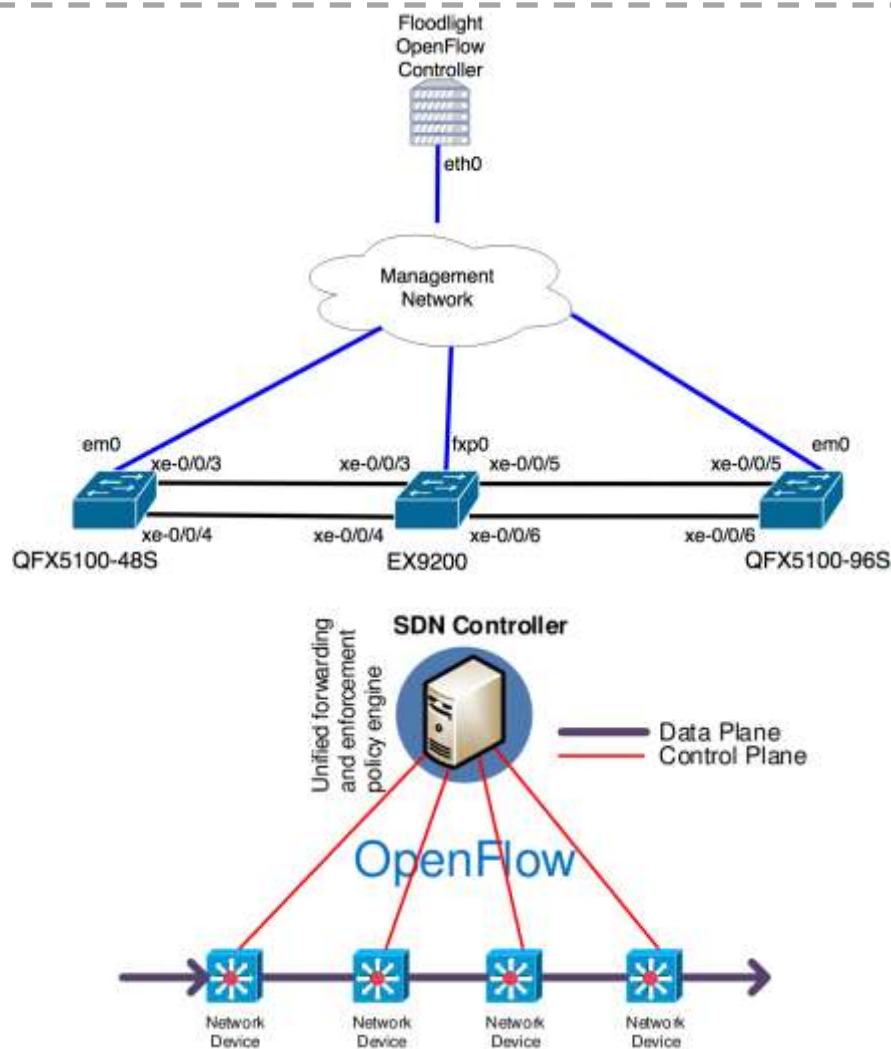 Floodlight
OpenFlow
Controller
eth0
Management
Network
em0
fxp0
em0
xe-0/0/3
xe-0/0/3
xe-0/0/5
xe-0/0/5
xe-0/0/4
xe-0/0/4
xe-0/0/6
xe-0/0/6
QFX5100-48S
EX9200
QFX5100-96S
SDN Controller
Unified forwarding
and enforcement
policy engine
Data Plane
Control Plane
OpenFlow
Network
Device
Network
Device
Network
Device
Network
Device